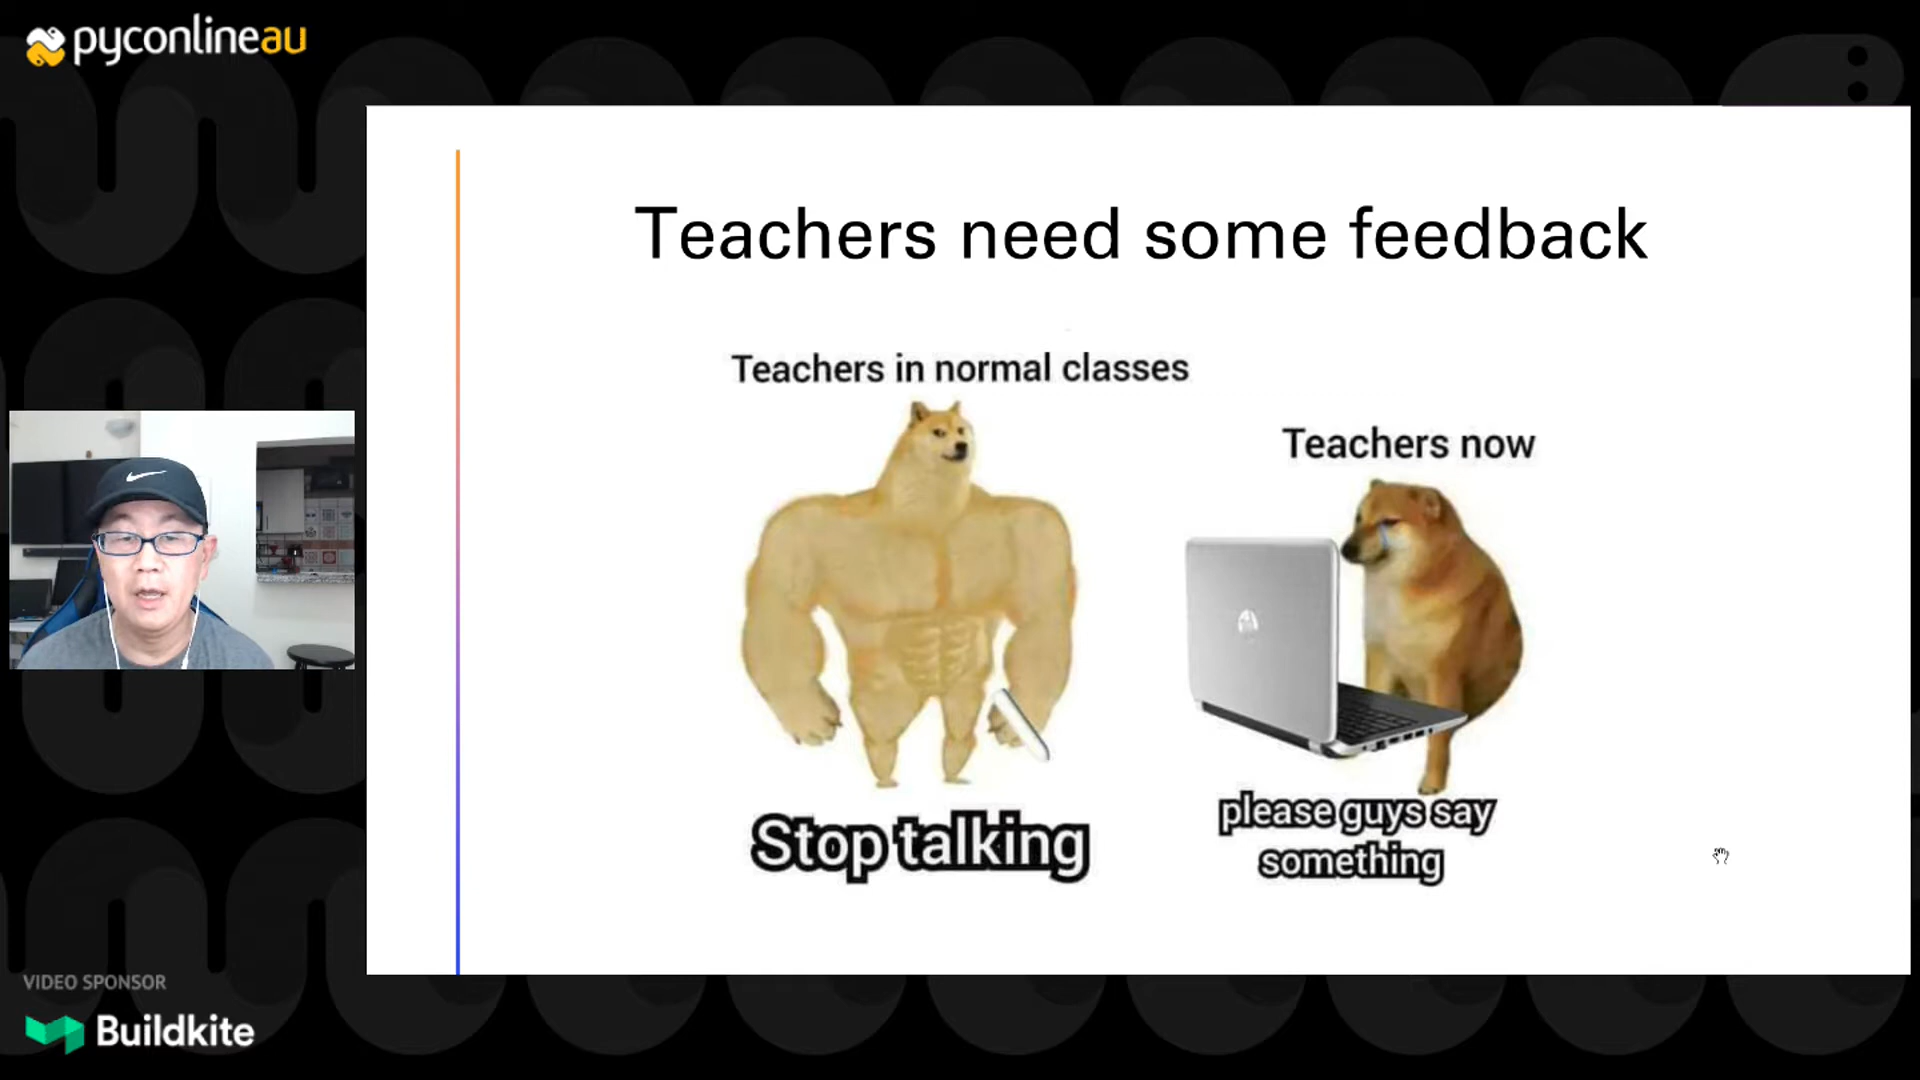 pyconlineau
Teachers need some feedback
Teachers in normal classes
Teachers now
Stop talking
please guys say
something
VIDEO SPONSOR
Buildkite